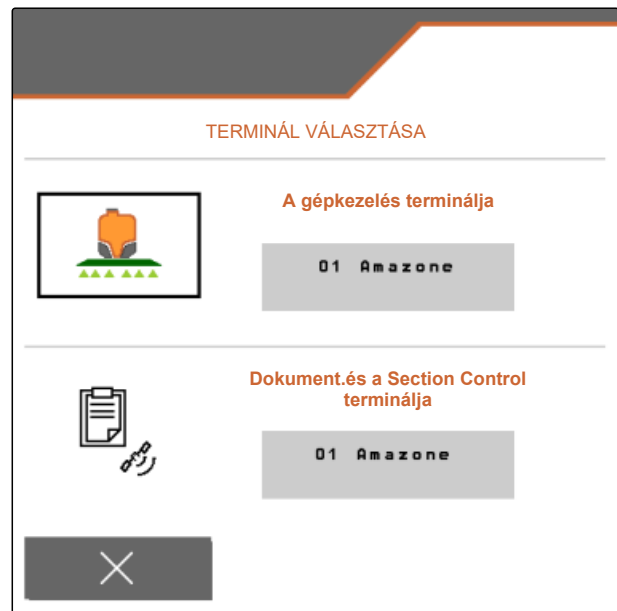 TERMINÁL VÁLASZTÁSA
A gépkezelés terminálja
01 Amazone
Dokument.és a Section Control
terminálja
01 Amazone